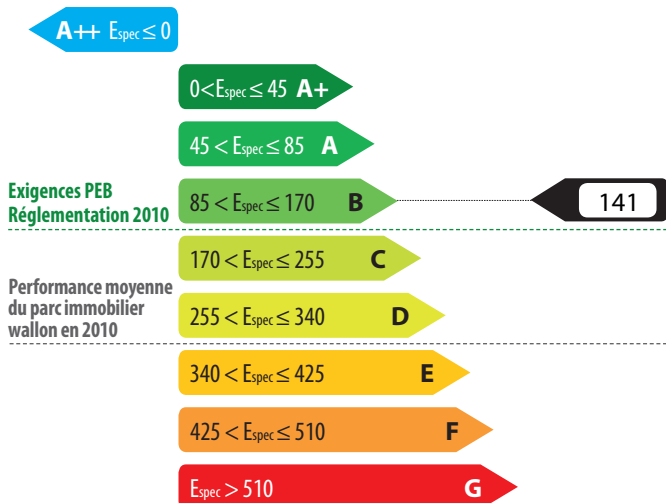 A++ Espec ≤ 0
0<Espec ≤ 45 A+
45 < Espec ≤ 85 A
Exigences PEB
Réglementation 2010
85 < Espec ≤ 170 B
141
170 < Espec ≤ 255 C
Performance moyenne
du parc immobilier
wallon en 2010
255 < Espec ≤ 340 D
340 < Espec ≤ 425 E
425 < Espec ≤ 510 F
Espec > 510 G